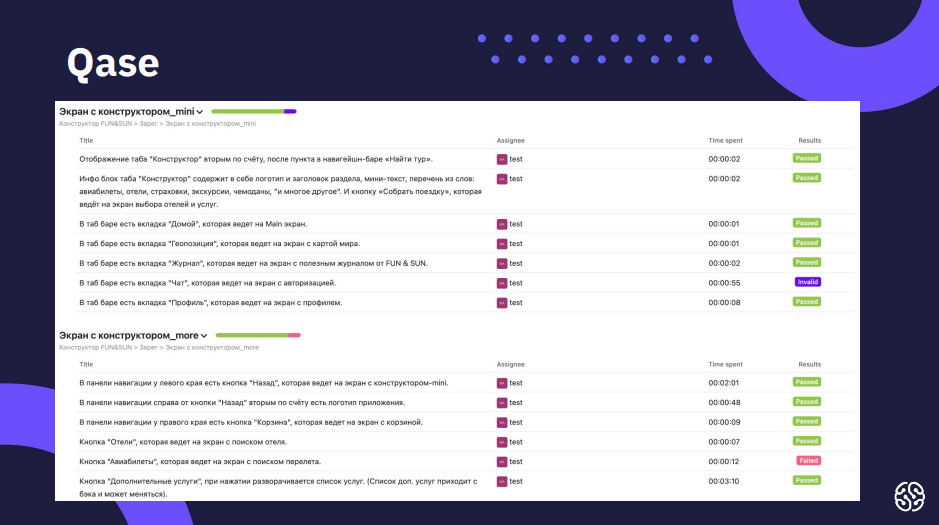 Qase
Экран с конструктором_mini
Конструктор FUN&SUN > Зарег > Экран с конструктором_mini
Title Assignee Time spent Results
Отображение таба "Конструктор" вторым по счёту, после пункта в навигейшн-баре «Найти тур». test 00:00:02 Passed
Инфо блок таба "Конструктор" содержит в себе логотип и заголовок раздела, мини-текст, перечень из слов: test 00:00:02 Passed
авиабилеты, отели, страховки, экскурсии, чемоданы, "и многое другое". И кнопку «Собрать поездку», которая
ведёт на экран выбора отелей и услуг.
В таб баре есть вкладка "Домой", которая ведет на Main экран. test 00:00:01 Passed
В таб баре есть вкладка "Геопозиция", которая ведет на экран с картой мира. test 00:00:01 Passed
В таб баре есть вкладка "Журнал", которая ведет на экран с полезным журналом от FUN & SUN. test 00:00:02 Passed
В таб баре есть вкладка "Чат", которая ведет на экран с авторизацией. test 00:00:55 Invalid
В таб баре есть вкладка "Профиль", которая ведет на экран с профилем. test 00:00:08 Passed
Экран с конструктором_more
Конструктор FUN&SUN > Зарег > Экран с конструктором_more
Title Assignee Time spent Results
В панели навигации у левого края есть кнопка "Назад", которая ведет на экран с конструктором-mini. test 00:02:01 Passed
В панели навигации справа от кнопки "Назад" вторым по счёту есть логотип приложения. test 00:00:48 Passed
В панели навигации у правого края есть кнопка "Корзина", которая ведет на экран с корзиной. test 00:00:09 Passed
Кнопка "Отели", которая ведет на экран с поиском отеля. test 00:00:07 Passed
Кнопка "Авиабилеты", которая ведет на экран с поиском перелета. test 00:00:12 Failed
Кнопка "Дополнительные услуги", при нажатии разворачивается список услуг. (Список доп. услуг приходит с test 00:03:10 Passed
бэка и может меняться).